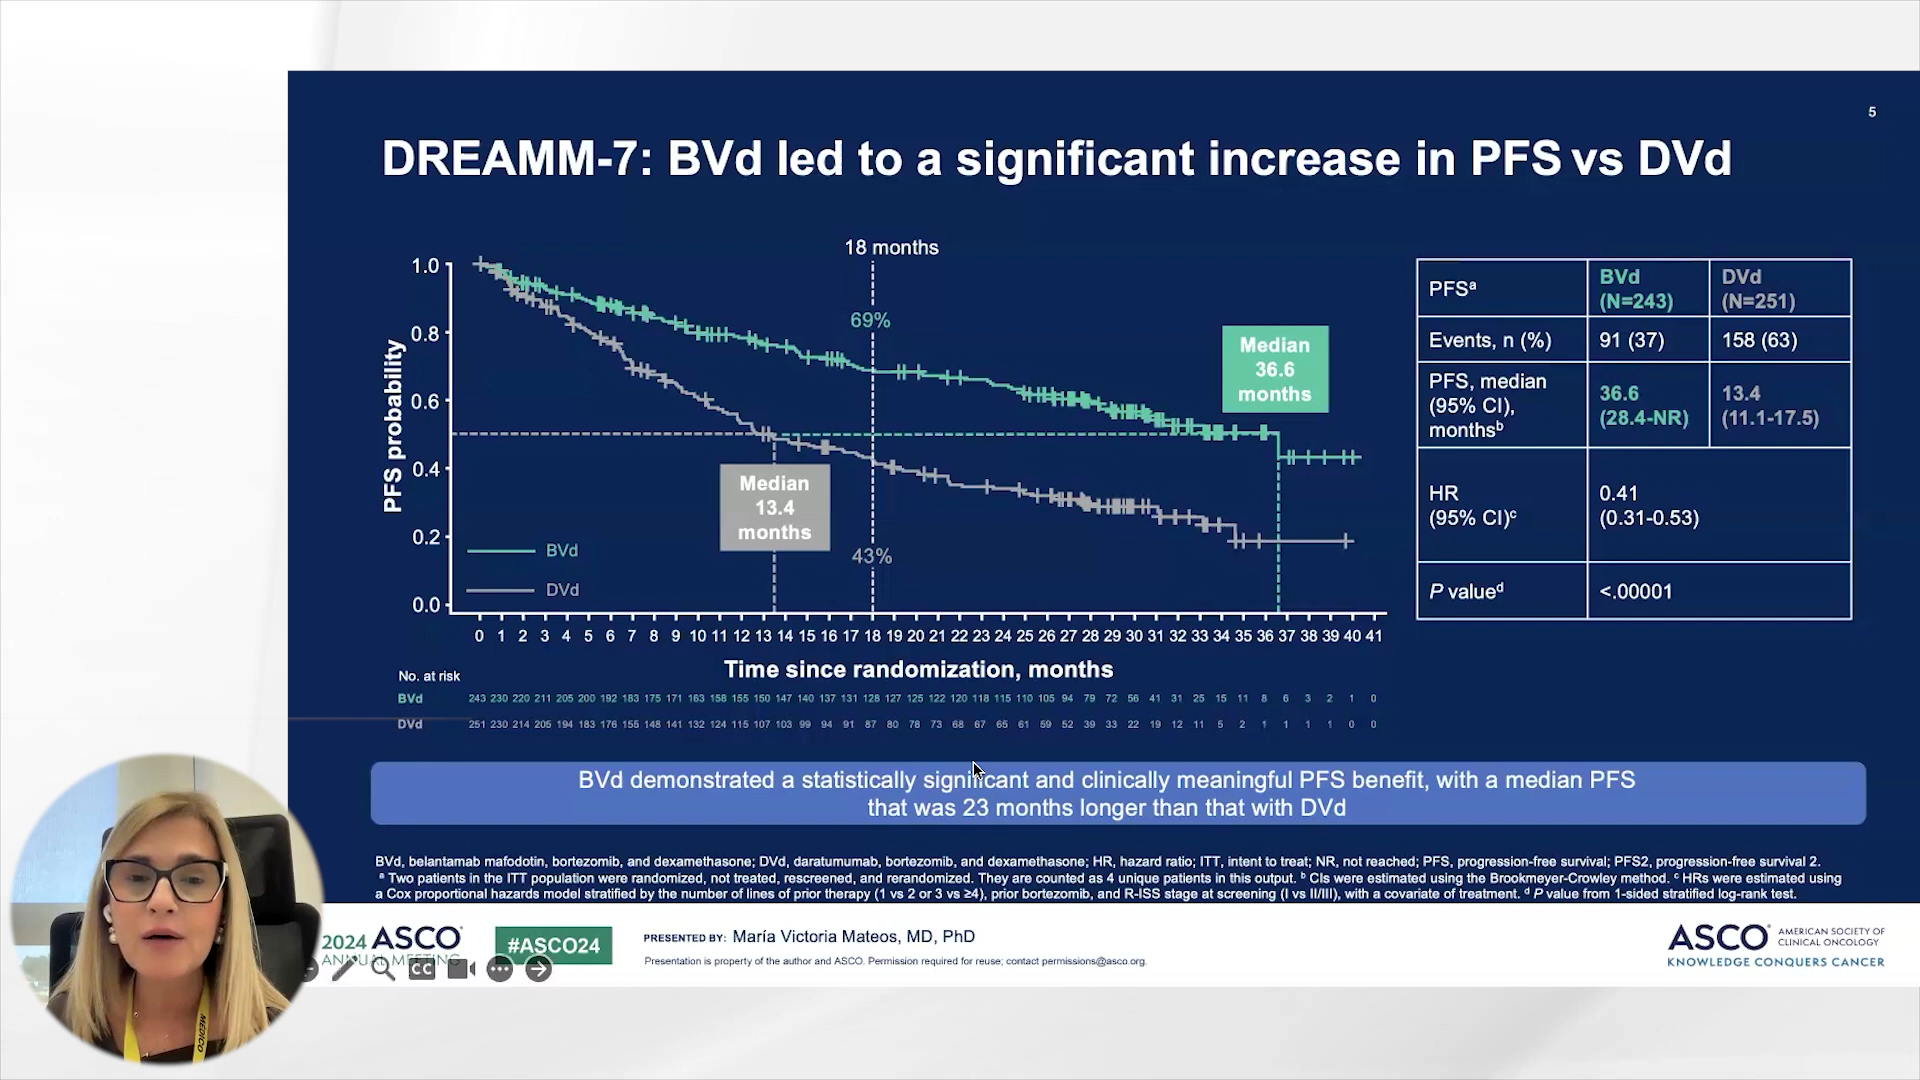 5
DREAMM-7: BVd led to a significant increase in PFS vs DVd
18 months
69%
43%
1.0
0.8
0.6
0.4
0.2
0.0
PFS probability
Median
36.6
months
Median
13.4
months
BVd
DVd
0 1 2 3 4 5 6 7 8 9 10 11 12 13 14 15 16 17 18 19 20 21 22 23 24 25 26 27 28 29 30 31 32 33 34 35 36 37 38 39 40 41
Time since randomization, months
No. at risk
BVd 243 230 220 211 205 200 192 183 175 171 163 158 155 150 147 140 137 131 128 127 125 122 120 118 115 110 105 94 79 72 56 41 31 25 15 11 8 6 3 2 1 0
DVd 251 230 214 205 194 183 176 155 148 141 132 124 115 107 103 99 94 91 87 80 78 73 68 67 65 61 59 52 39 33 22 19 12 11 5 2 1 1 1 1 0 0
PFSᵃ
BVd
(N=243)
DVd
(N=251)
Events, n (%) 91 (37) 158 (63)
PFS, median
(95% CI),
monthsᵇ
36.6
(28.4-NR)
13.4
(11.1-17.5)
HR
(95% CI)ᶜ
0.41
(0.31-0.53)
P valueᵈ <.00001
BVd demonstrated a statistically significant and clinically meaningful PFS benefit, with a median PFS
that was 23 months longer than that with DVd
BVd, belantamab mafodotin, bortezomib, and dexamethasone; DVd, daratumumab, bortezomib, and dexamethasone; HR, hazard ratio; ITT, intent to treat; NR, not reached; PFS, progression-free survival; PFS2, progression-free survival 2.
ᵃ Two patients in the ITT population were randomized, not treated, rescreened, and rerandomized. They are counted as 4 unique patients in this output. ᵇ CIs were estimated using the Brookmeyer-Crowley method. ᶜ HRs were estimated using
a Cox proportional hazards model stratified by the number of lines of prior therapy (1 vs 2 or 3 vs ≥4), prior bortezomib, and R-ISS stage at screening (I vs II/III), with a covariate of treatment. ᵈ P value from 1-sided stratified log-rank test.
2024 ASCO®
ANNUAL MEETING
#ASCO24
PRESENTED BY: María Victoria Mateos, MD, PhD
Presentation is property of the author and ASCO. Permission required for reuse; contact permissions@asco.org.
ASCO® AMERICAN SOCIETY OF
CLINICAL ONCOLOGY
KNOWLEDGE CONQUERS CANCER
CC
MEDICO